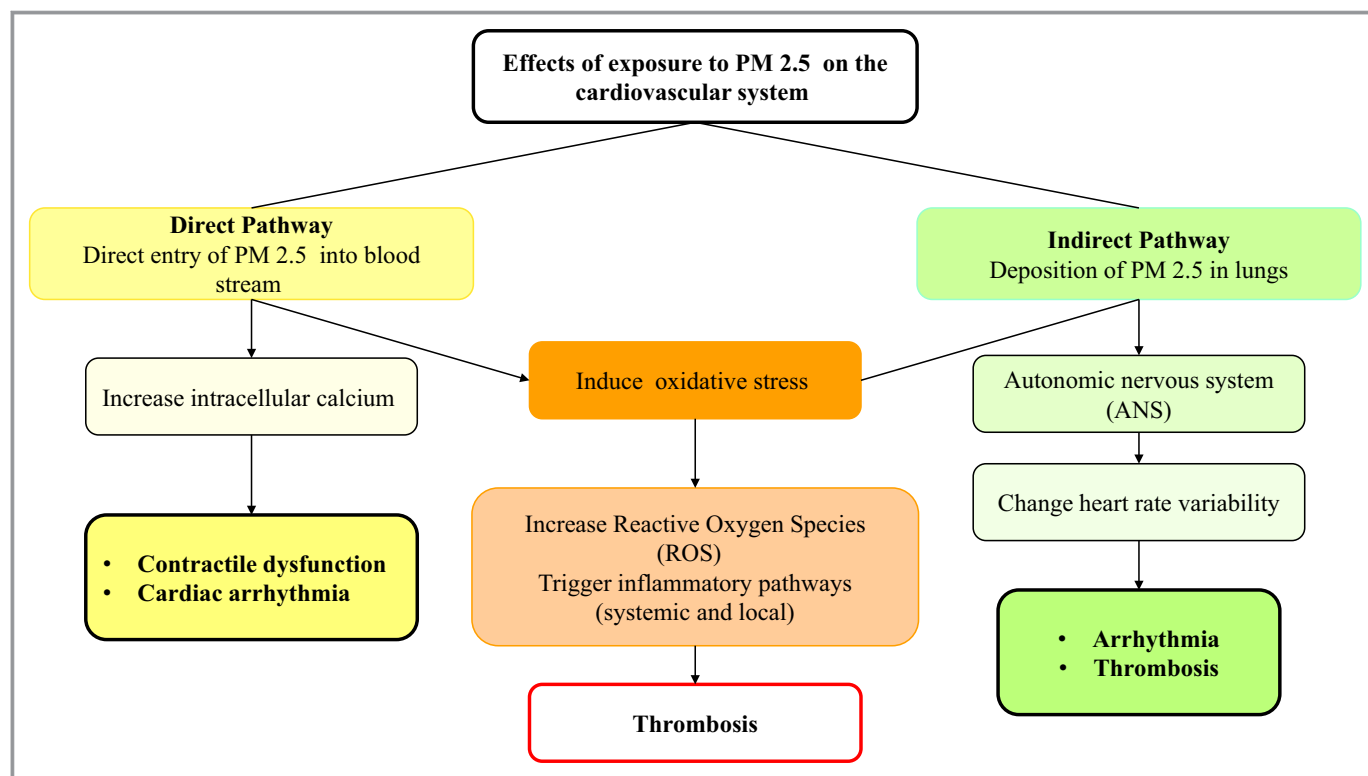 Effects of exposure to PM 2.5 on the
cardiovascular system
Direct Pathway
Direct entry of PM 2.5 into blood
stream
Indirect Pathway
Deposition of PM 2.5 in lungs
Increase intracellular calcium
Induce oxidative stress
Autonomic nervous system
(ANS)
Change heart rate variability
• Contractile dysfunction
• Cardiac arrhythmia
Increase Reactive Oxygen Species
(ROS)
Trigger inflammatory pathways
(systemic and local)
• Arrhythmia
• Thrombosis
Thrombosis